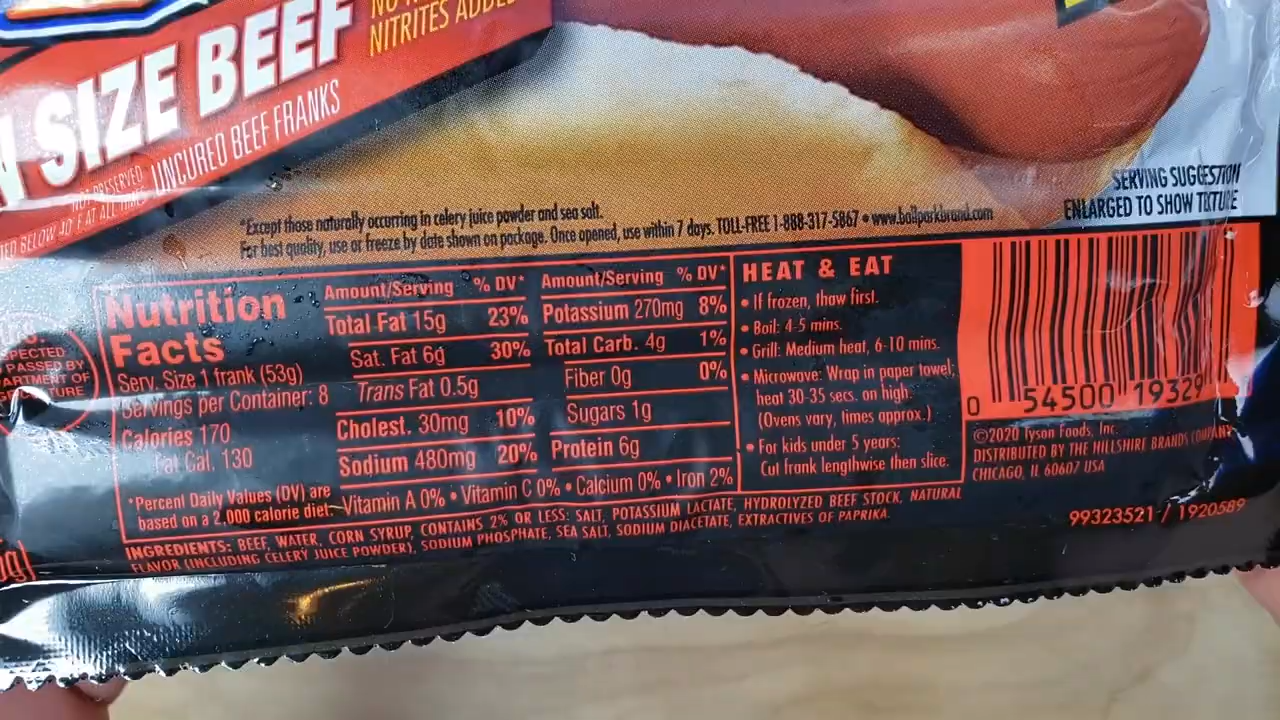 NITRITES ADDED
SIZE BEEF
UNCURED BEEF FRANKS
NOT PRESERVED
BELOW 40°F AT ALL TIMES
SERVING SUGGESTION
ENLARGED TO SHOW TEXTURE
*Except those naturally occurring in celery juice powder and sea salt.
For best quality, use or freeze by date shown on package. Once opened, use within 7 days. TOLL-FREE 1-888-317-5867 • www.ballparkbrand.com
PASSED BY
Nutrition
Facts
Serv. Size 1 frank (53g)
Servings per Container: 8
Calories 170
Fat Cal. 130
*Percent Daily Values (DV) are
based on a 2,000 calorie diet.
Amount/Serving % DV*
Total Fat 15g 23%
Sat. Fat 6g 30%
Trans Fat 0.5g
Cholest. 30mg 10%
Sodium 480mg 20%
Amount/Serving % DV*
Potassium 270mg 8%
Total Carb. 4g 1%
Fiber 0g 0%
Sugars 1g
Protein 6g
Vitamin A 0% • Vitamin C 0% • Calcium 0% • Iron 2%
HEAT & EAT
• If frozen, thaw first.
• Boil: 4-5 mins.
• Grill: Medium heat, 6-10 mins.
• Microwave: Wrap in paper towel;
heat 30-35 secs. on high.
(Ovens vary, times approx.)
• For kids under 5 years:
Cut frank lengthwise then slice.
0 54500 19329
©2020 Tyson Foods, Inc.
DISTRIBUTED BY THE HILLSHIRE BRANDS COMPANY
CHICAGO, IL 60607 USA
99323521 / 1920589
INGREDIENTS: BEEF, WATER, CORN SYRUP, CONTAINS 2% OR LESS: SALT, POTASSIUM LACTATE, HYDROLYZED BEEF STOCK, NATURAL
FLAVOR (INCLUDING CELERY JUICE POWDER), SODIUM PHOSPHATE, SEA SALT, SODIUM DIACETATE, EXTRACTIVES OF PAPRIKA.